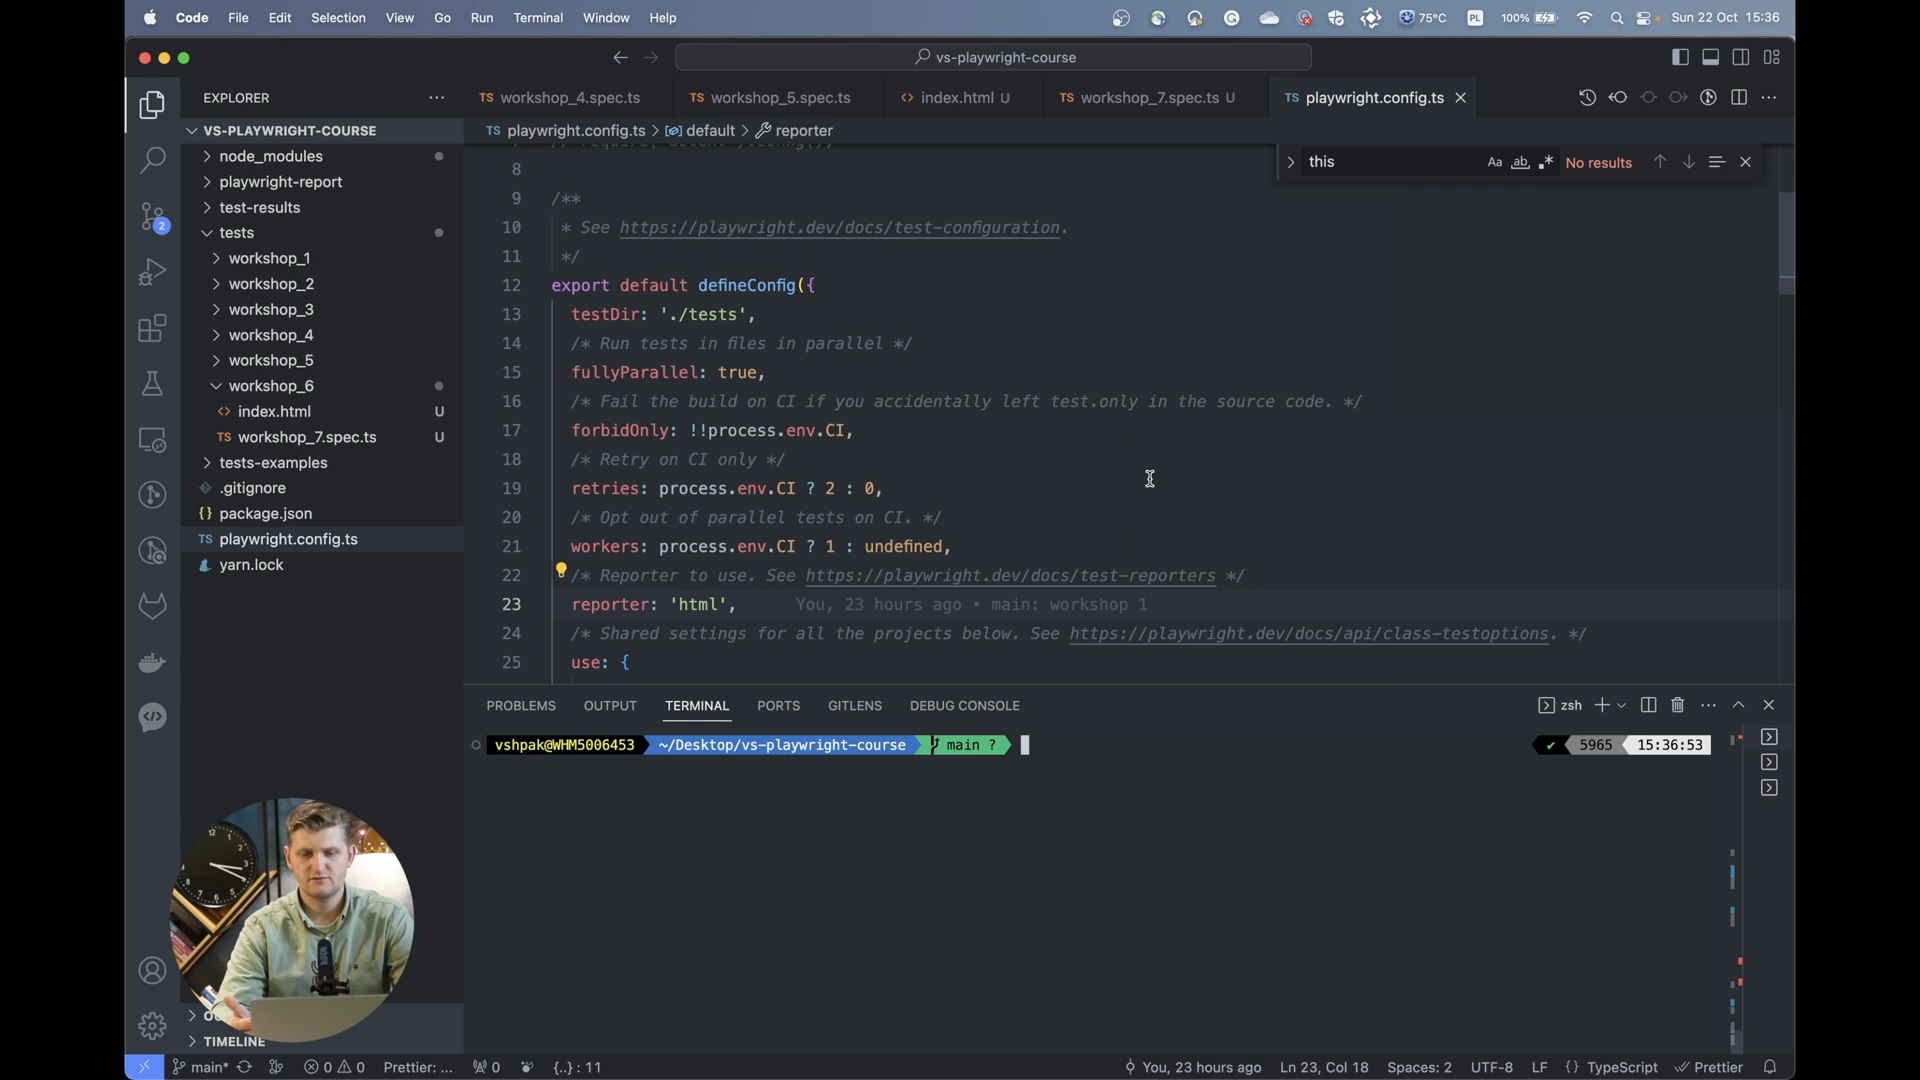 Code File Edit Selection View Go Run Terminal Window Help
75°C PL 100% Sun 22 Oct 15:36
vs-playwright-course
EXPLORER
TS workshop_4.spec.ts
TS workshop_5.spec.ts
<> index.html U
TS workshop_7.spec.ts U
TS playwright.config.ts
VS-PLAYWRIGHT-COURSE
TS playwright.config.ts > default > reporter
this
Aa ab No results
node_modules
playwright-report
test-results
tests
workshop_1
workshop_2
workshop_3
workshop_4
workshop_5
workshop_6
<> index.html U
TS workshop_7.spec.ts U
tests-examples
.gitignore
{} package.json
TS playwright.config.ts
yarn.lock
2
8
9 /**
10 * See https://playwright.dev/docs/test-configuration.
11 */
12 export default defineConfig({
13 testDir: './tests',
14 /* Run tests in files in parallel */
15 fullyParallel: true,
16 /* Fail the build on CI if you accidentally left test.only in the source code. */
17 forbidOnly: !!process.env.CI,
18 /* Retry on CI only */
19 retries: process.env.CI ? 2 : 0,
20 /* Opt out of parallel tests on CI. */
21 workers: process.env.CI ? 1 : undefined,
22 /* Reporter to use. See https://playwright.dev/docs/test-reporters */
23 reporter: 'html', You, 23 hours ago • main: workshop 1
24 /* Shared settings for all the projects below. See https://playwright.dev/docs/api/class-testoptions. */
25 use: {
PROBLEMS OUTPUT TERMINAL PORTS GITLENS DEBUG CONSOLE
zsh
vshpak@WHM5006453 ~/Desktop/vs-playwright-course main ?
✔ 5965 15:36:53
TIMELINE
main* 0 0 Prettier: ... 0 {..} : 11
You, 23 hours ago Ln 23, Col 18 Spaces: 2 UTF-8 LF {} TypeScript Prettier